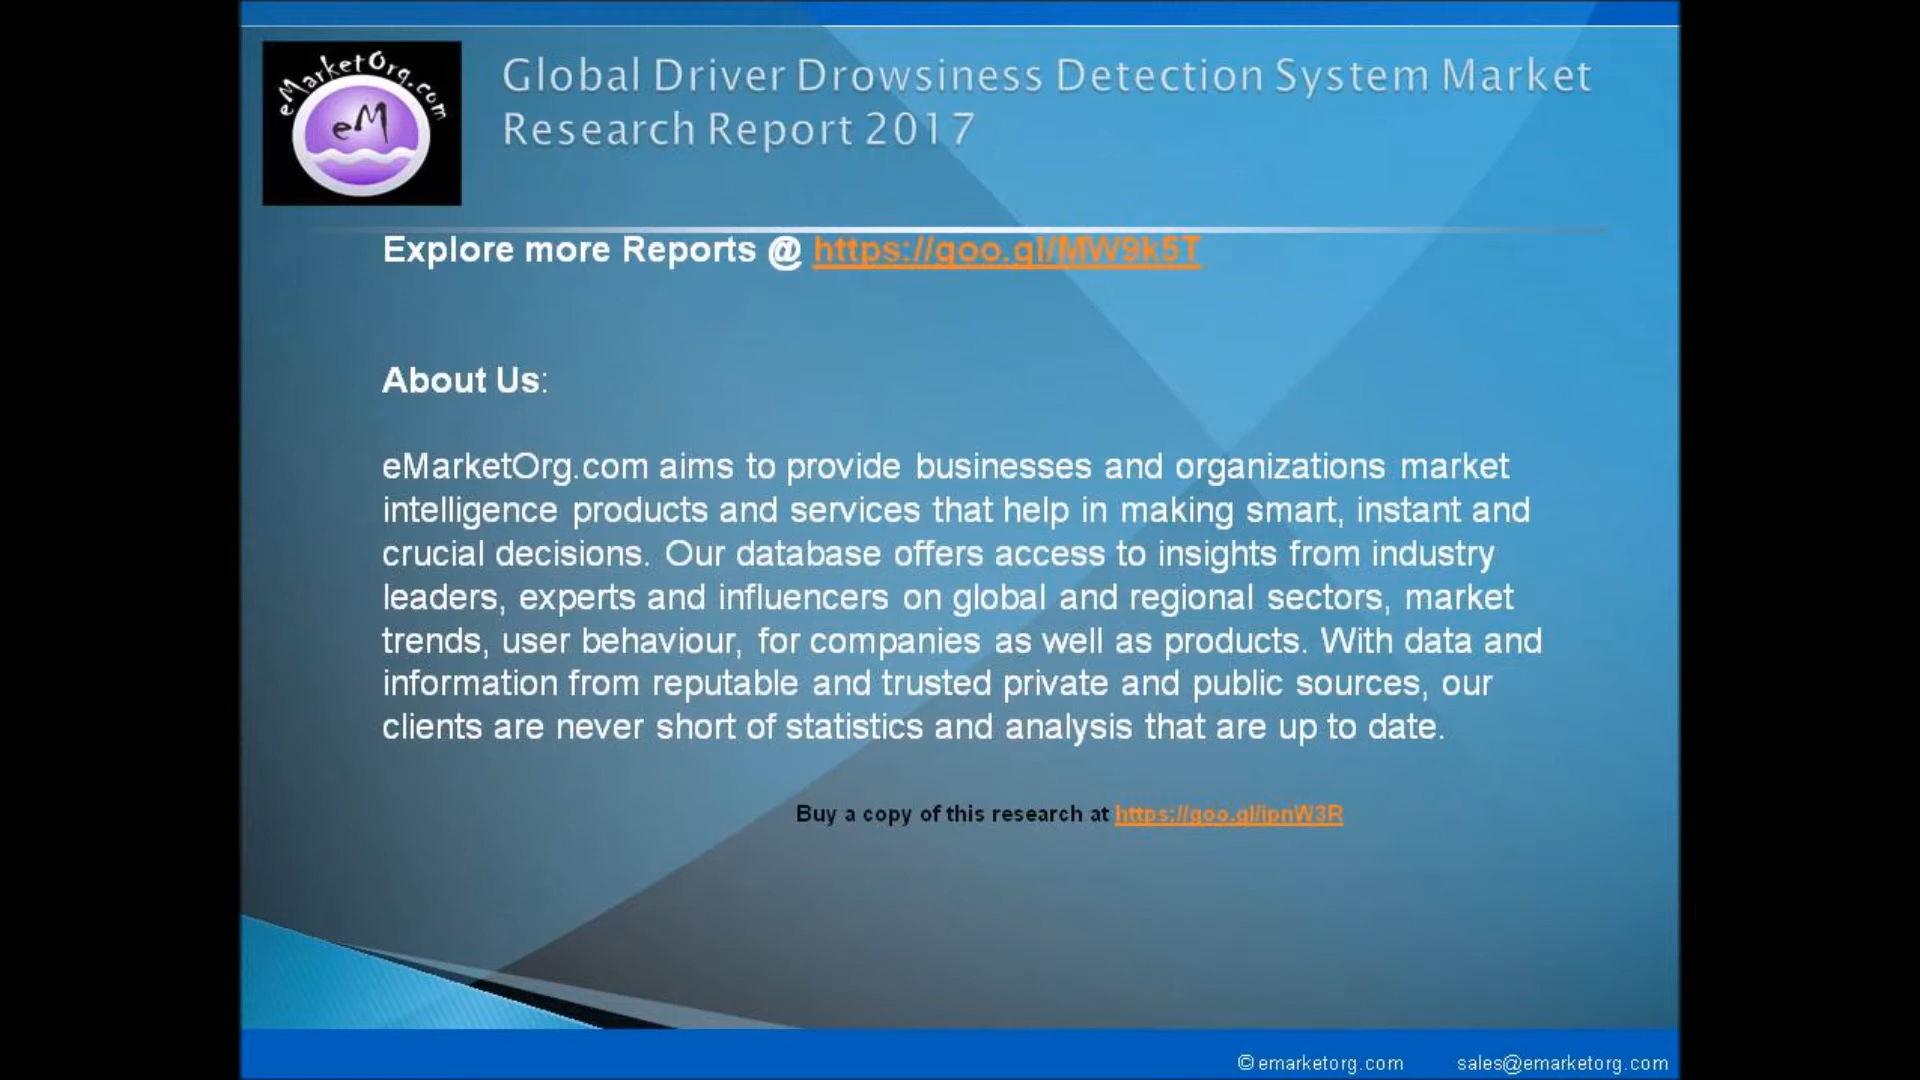 eMarketOrg.com
eM
Global Driver Drowsiness Detection System Market
Research Report 2017
Explore more Reports @ https://goo.gl/MW9k5T
About Us:
eMarketOrg.com aims to provide businesses and organizations market
intelligence products and services that help in making smart, instant and
crucial decisions. Our database offers access to insights from industry
leaders, experts and influencers on global and regional sectors, market
trends, user behaviour, for companies as well as products. With data and
information from reputable and trusted private and public sources, our
clients are never short of statistics and analysis that are up to date.
Buy a copy of this research at https://goo.gl/ipnW3R
© emarketorg.com sales@emarketorg.com